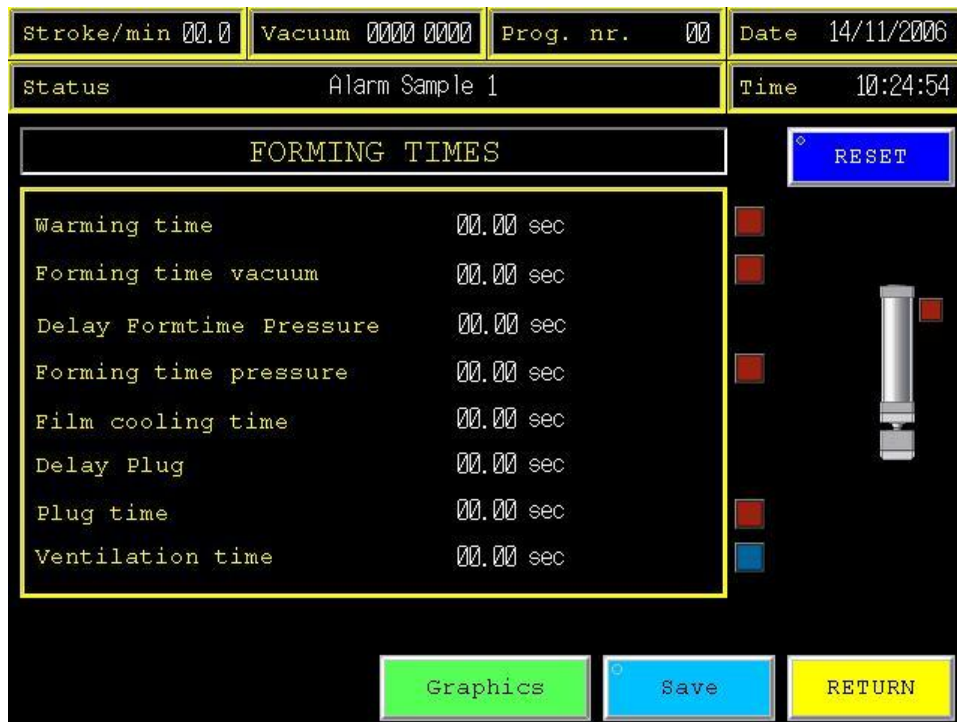 Stroke/min 00.0 Vacuum 0000 0000 Prog. nr. 00 Date 14/11/2006
Status Alarm Sample 1 Time 10:24:54
FORMING TIMES RESET
Warming time 00.00 sec
Forming time vacuum 00.00 sec
Delay Formtime Pressure 00.00 sec
Forming time pressure 00.00 sec
Film cooling time 00.00 sec
Delay Plug 00.00 sec
Plug time 00.00 sec
Ventilation time 00.00 sec
Graphics Save RETURN